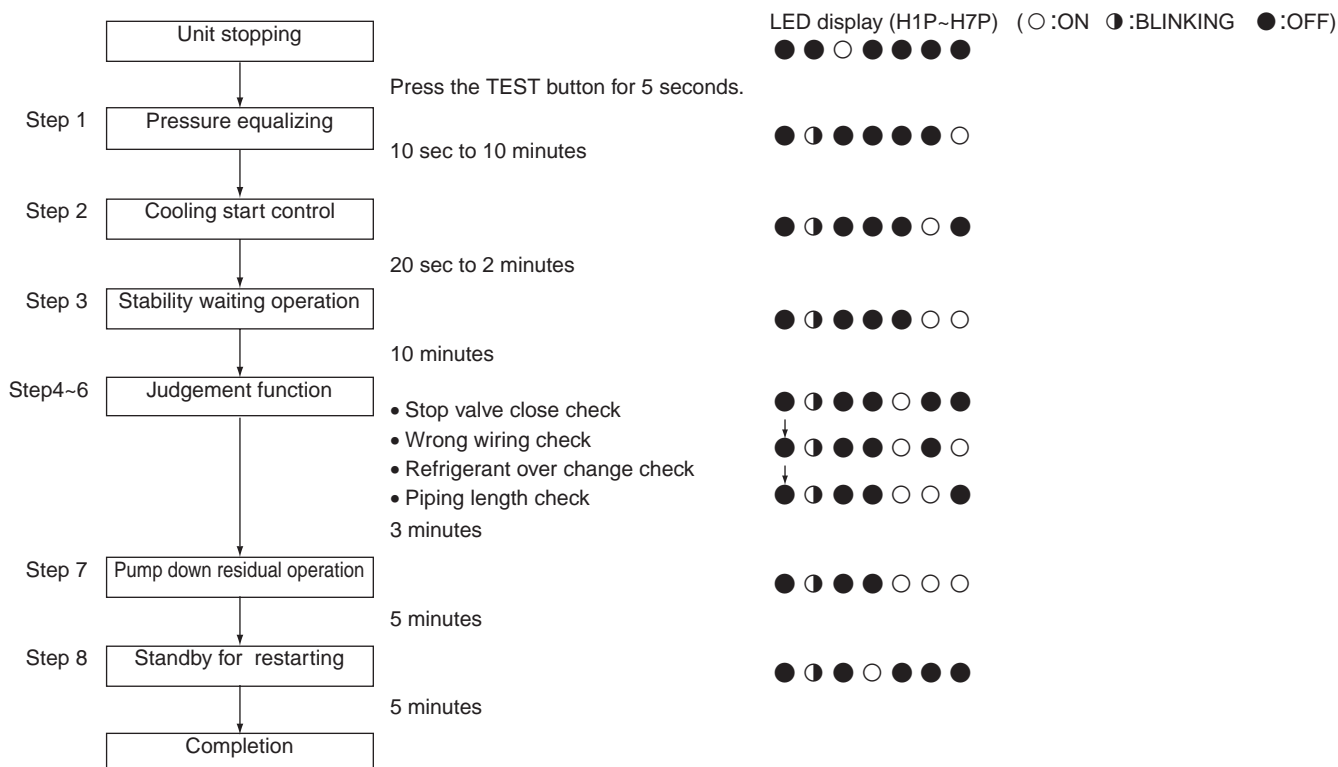 LED display (H1P~H7P) ( ○ :ON ◑ :BLINKING ● :OFF)
Unit stopping
● ● ○ ● ● ● ●
Press the TEST button for 5 seconds.
Step 1 Pressure equalizing
● ◑ ● ● ● ● ○
10 sec to 10 minutes
Step 2 Cooling start control
● ◑ ● ● ● ○ ●
20 sec to 2 minutes
Step 3 Stability waiting operation
● ◑ ● ● ● ○ ○
10 minutes
Step4~6 Judgement function
• Stop valve close check
● ◑ ● ● ○ ● ●
• Wrong wiring check
● ◑ ● ● ○ ● ○
• Refrigerant over change check
• Piping length check
● ◑ ● ● ○ ○ ●
3 minutes
Step 7 Pump down residual operation
● ◑ ● ● ○ ○ ○
5 minutes
Step 8 Standby for restarting
● ◑ ● ○ ● ● ●
5 minutes
Completion